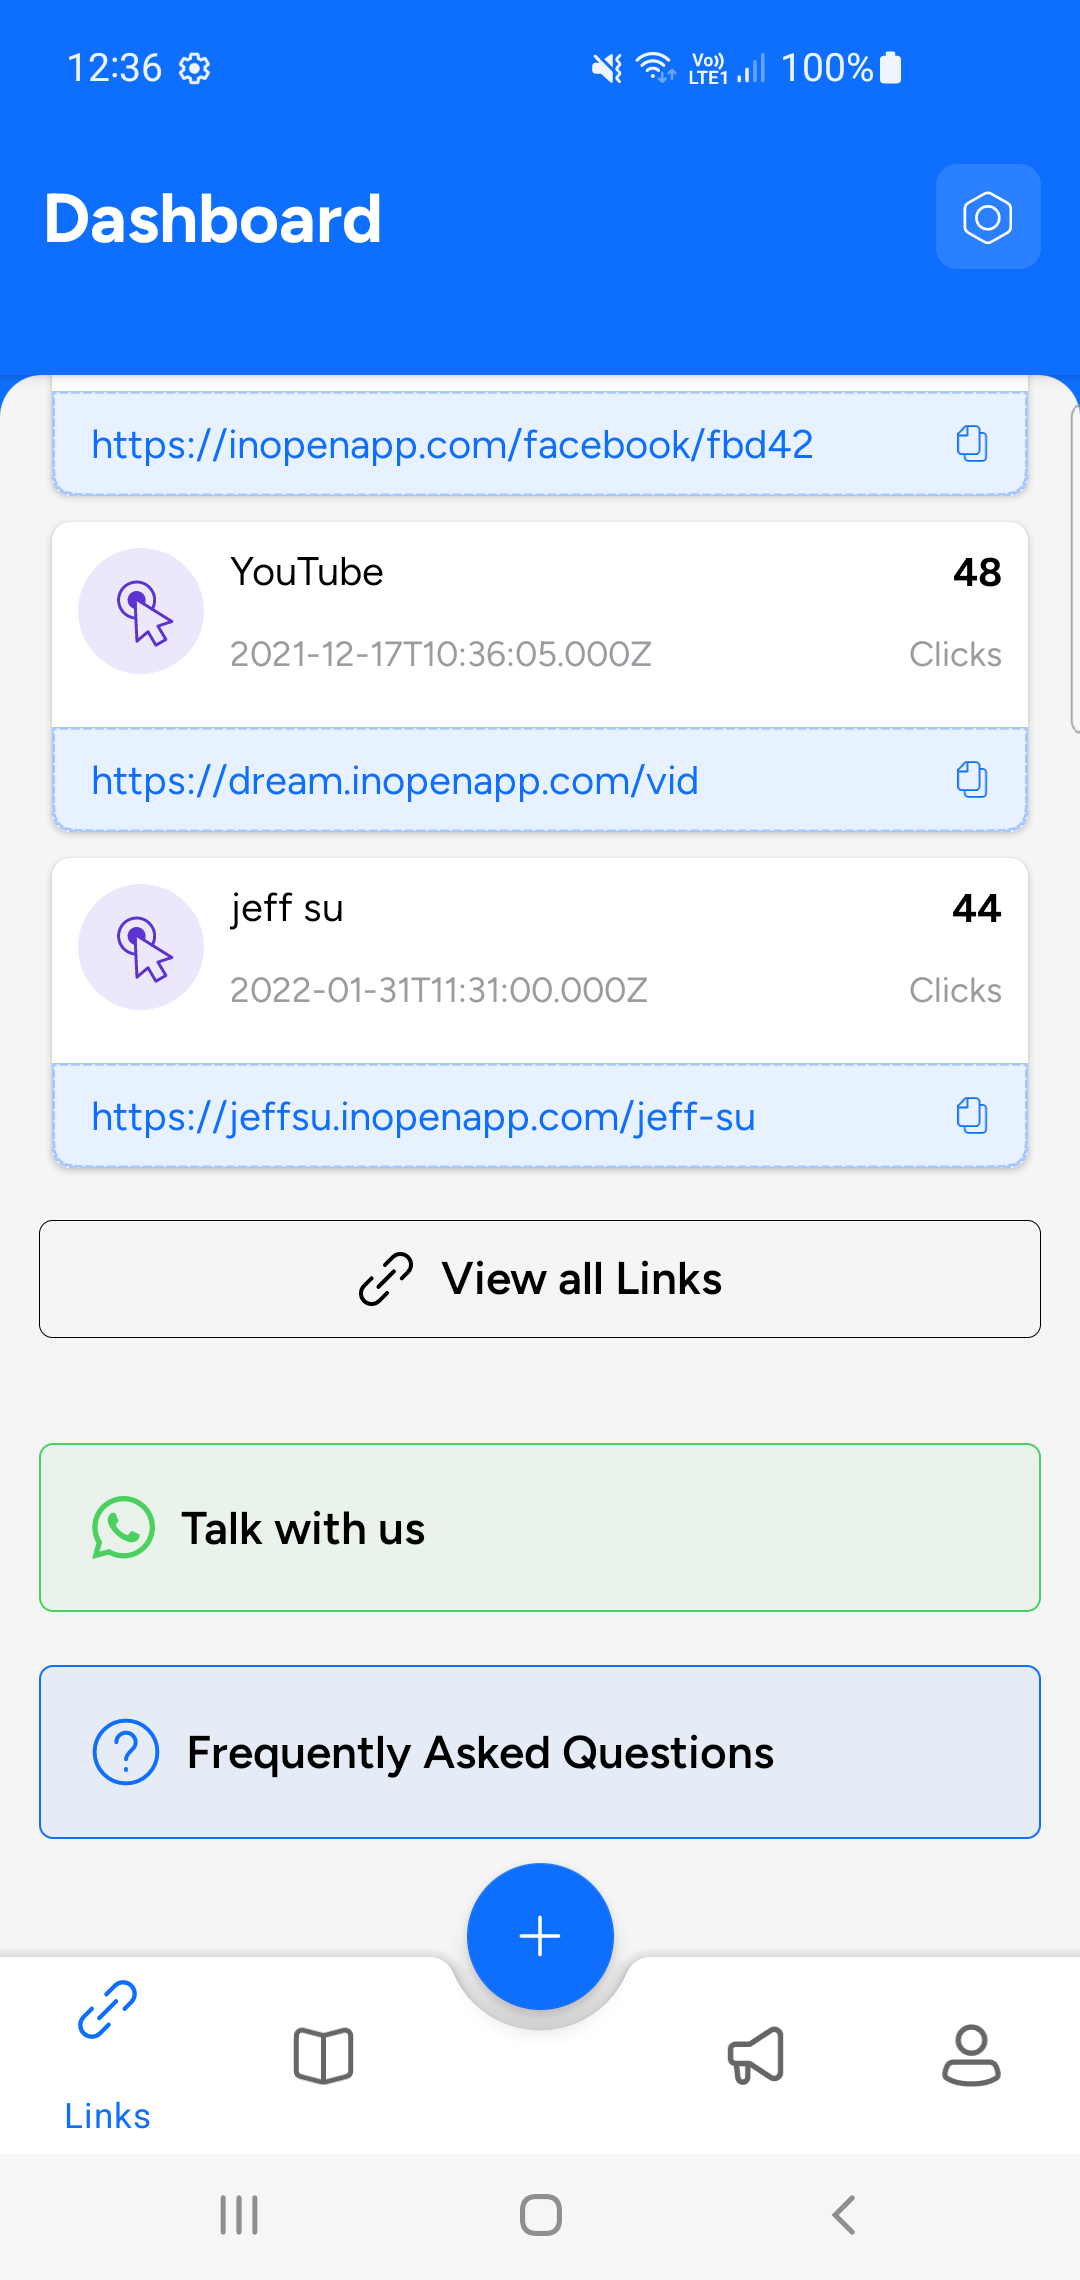 12:36
Vo))
LTE1
100%
Dashboard
https://inopenapp.com/facebook/fbd42
YouTube
48
2021-12-17T10:36:05.000Z
Clicks
https://dream.inopenapp.com/vid
jeff su
44
2022-01-31T11:31:00.000Z
Clicks
https://jeffsu.inopenapp.com/jeff-su
View all Links
Talk with us
Frequently Asked Questions
Links